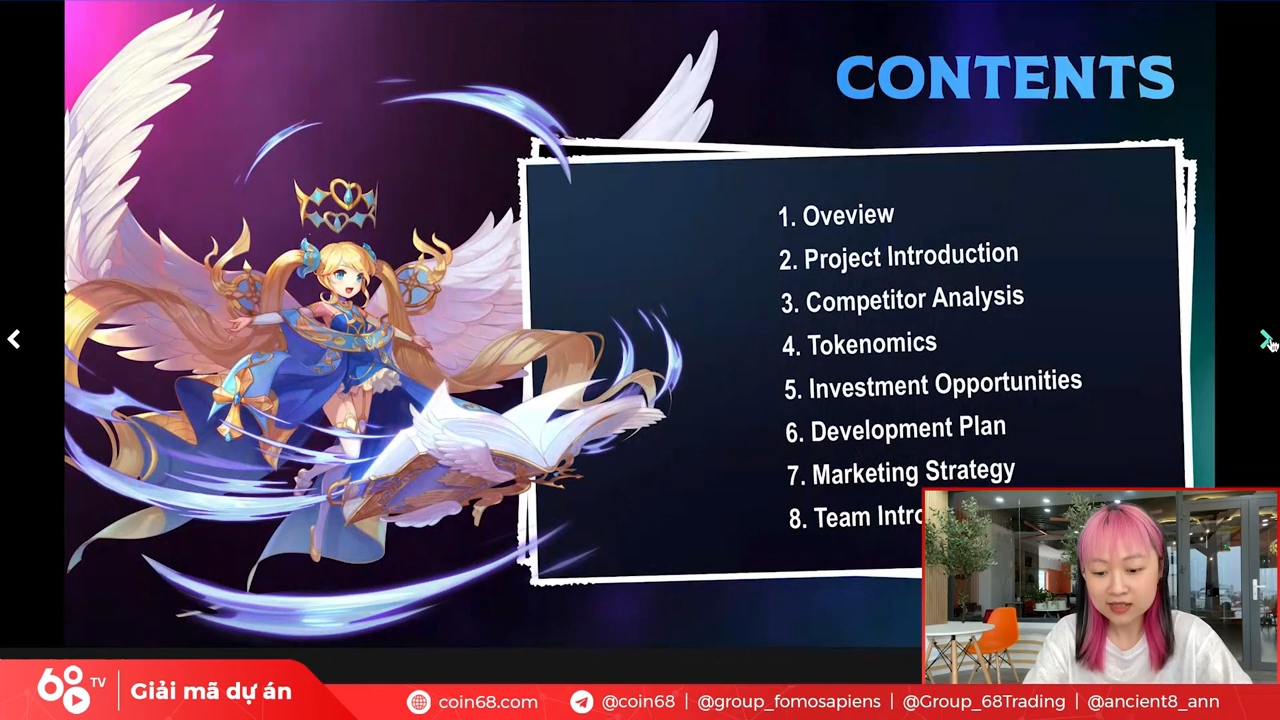 CONTENTS
1. Oveview
2. Project Introduction
3. Competitor Analysis
4. Tokenomics
5. Investment Opportunities
6. Development Plan
7. Marketing Strategy
8. Team Intro
68 TV
Giải mã dự án
coin68.com
@coin68 | @group_fomosapiens | @Group_68Trading | @ancient8_ann